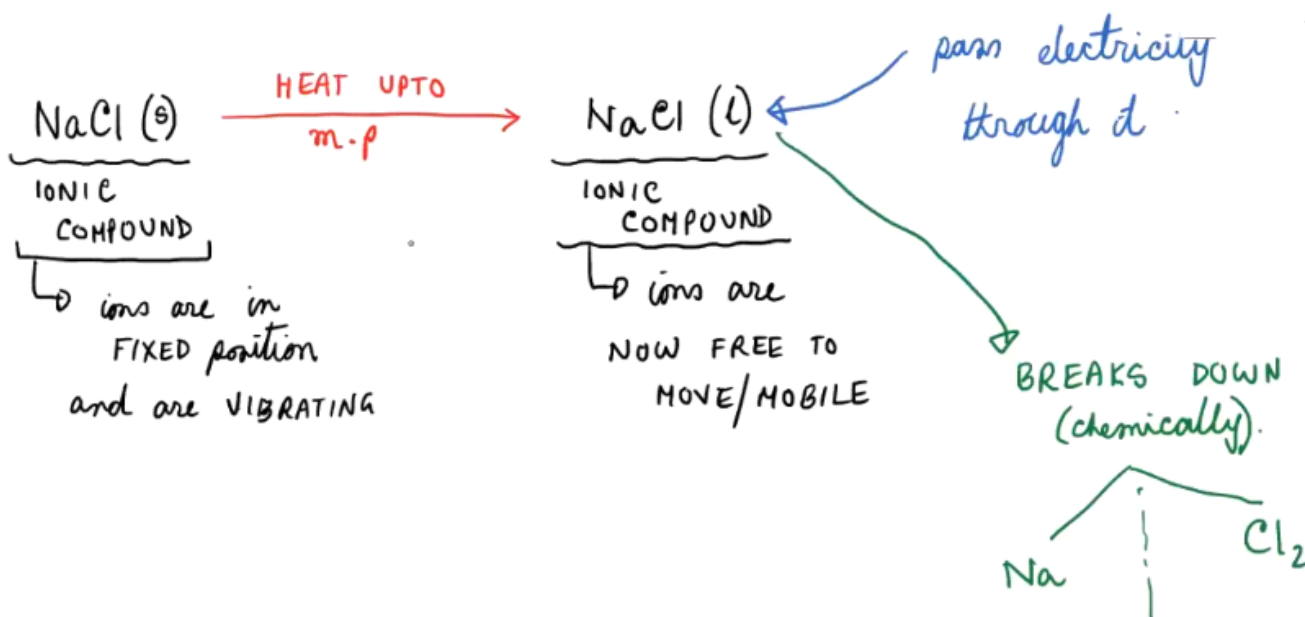 NaCl (s)
HEAT UPTO
m.p
NaCl (l)
pass electricity
through it.
IONIC
COMPOUND
ions are in
FIXED position
and are VIBRATING
IONIC
COMPOUND
ions are
NOW FREE TO
MOVE/MOBILE
BREAKS DOWN
(chemically).
Na
Cl₂